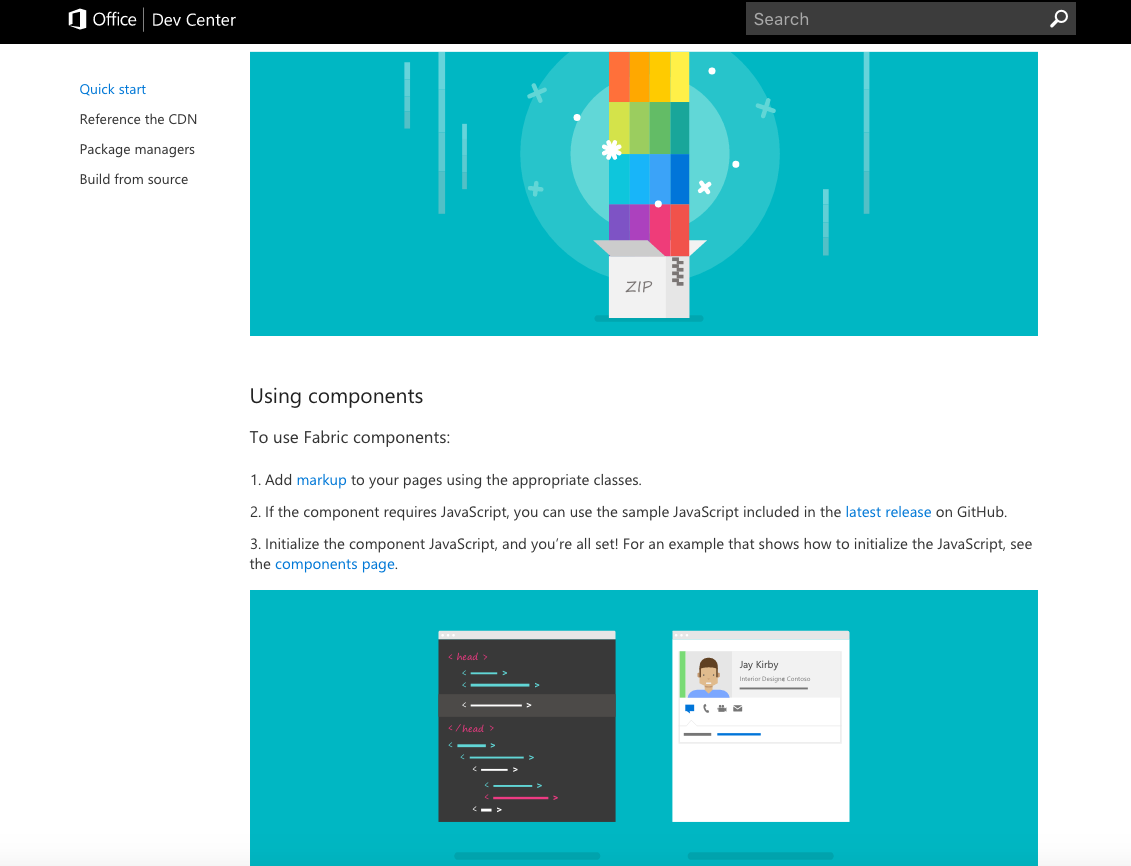 Office Dev Center
Search
Quick start
Reference the CDN
Package managers
Build from source
ZIP
Using components
To use Fabric components:
1. Add markup to your pages using the appropriate classes.
2. If the component requires JavaScript, you can use the sample JavaScript included in the latest release on GitHub.
3. Initialize the component JavaScript, and you’re all set! For an example that shows how to initialize the JavaScript, see
the components page.
< head >
</head >
Jay Kirby
Interior Designe Contoso